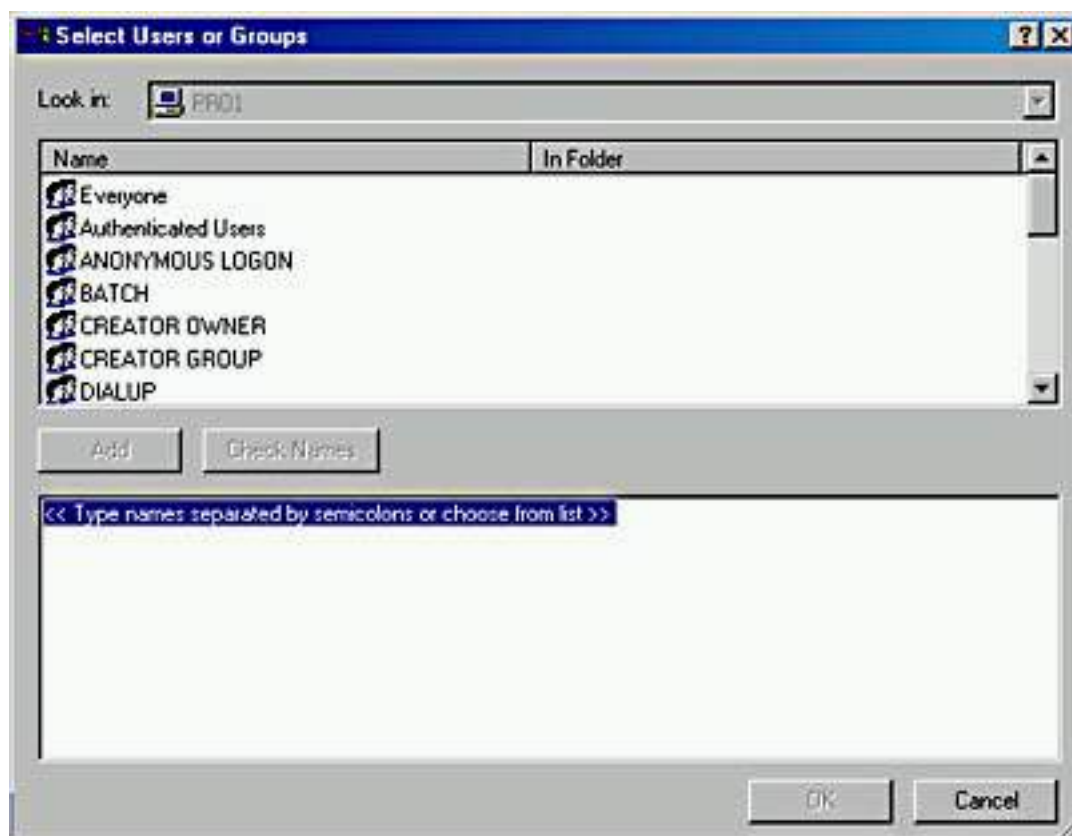 Select Users or Groups
Look in: PRO1
Name In Folder
Everyone
Authenticated Users
ANONYMOUS LOGON
BATCH
CREATOR OWNER
CREATOR GROUP
DIALUP
Add Check Names
<< Type names separated by semicolons or choose from list >>
OK Cancel